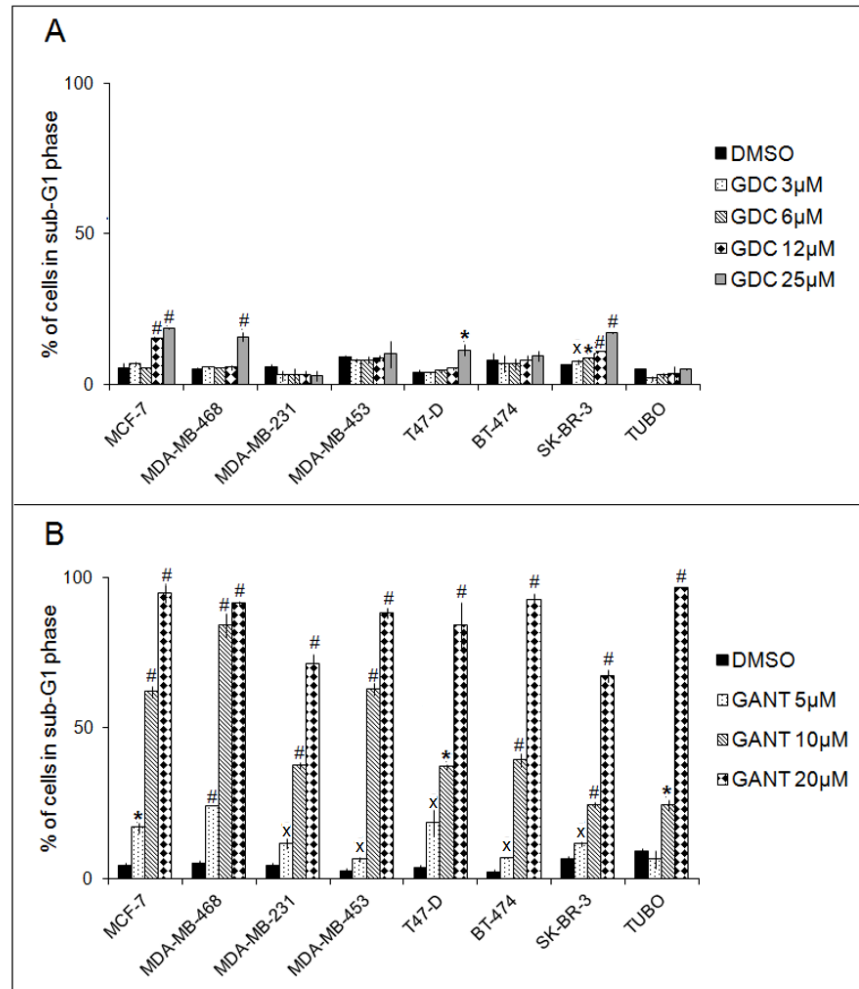 A
% of cells in sub-G1 phase
100
50
0
# # # * x * # #
MCF-7
MDA-MB-468
MDA-MB-231
MDA-MB-453
T47-D
BT-474
SK-BR-3
TUBO
DMSO
GDC 3µM
GDC 6µM
GDC 12µM
GDC 25µM
B
% of cells in sub-G1 phase
100
50
0
* # # # # # x # # x # # x * # x # # x # # * #
MCF-7
MDA-MB-468
MDA-MB-231
MDA-MB-453
T47-D
BT-474
SK-BR-3
TUBO
DMSO
GANT 5µM
GANT 10µM
GANT 20µM